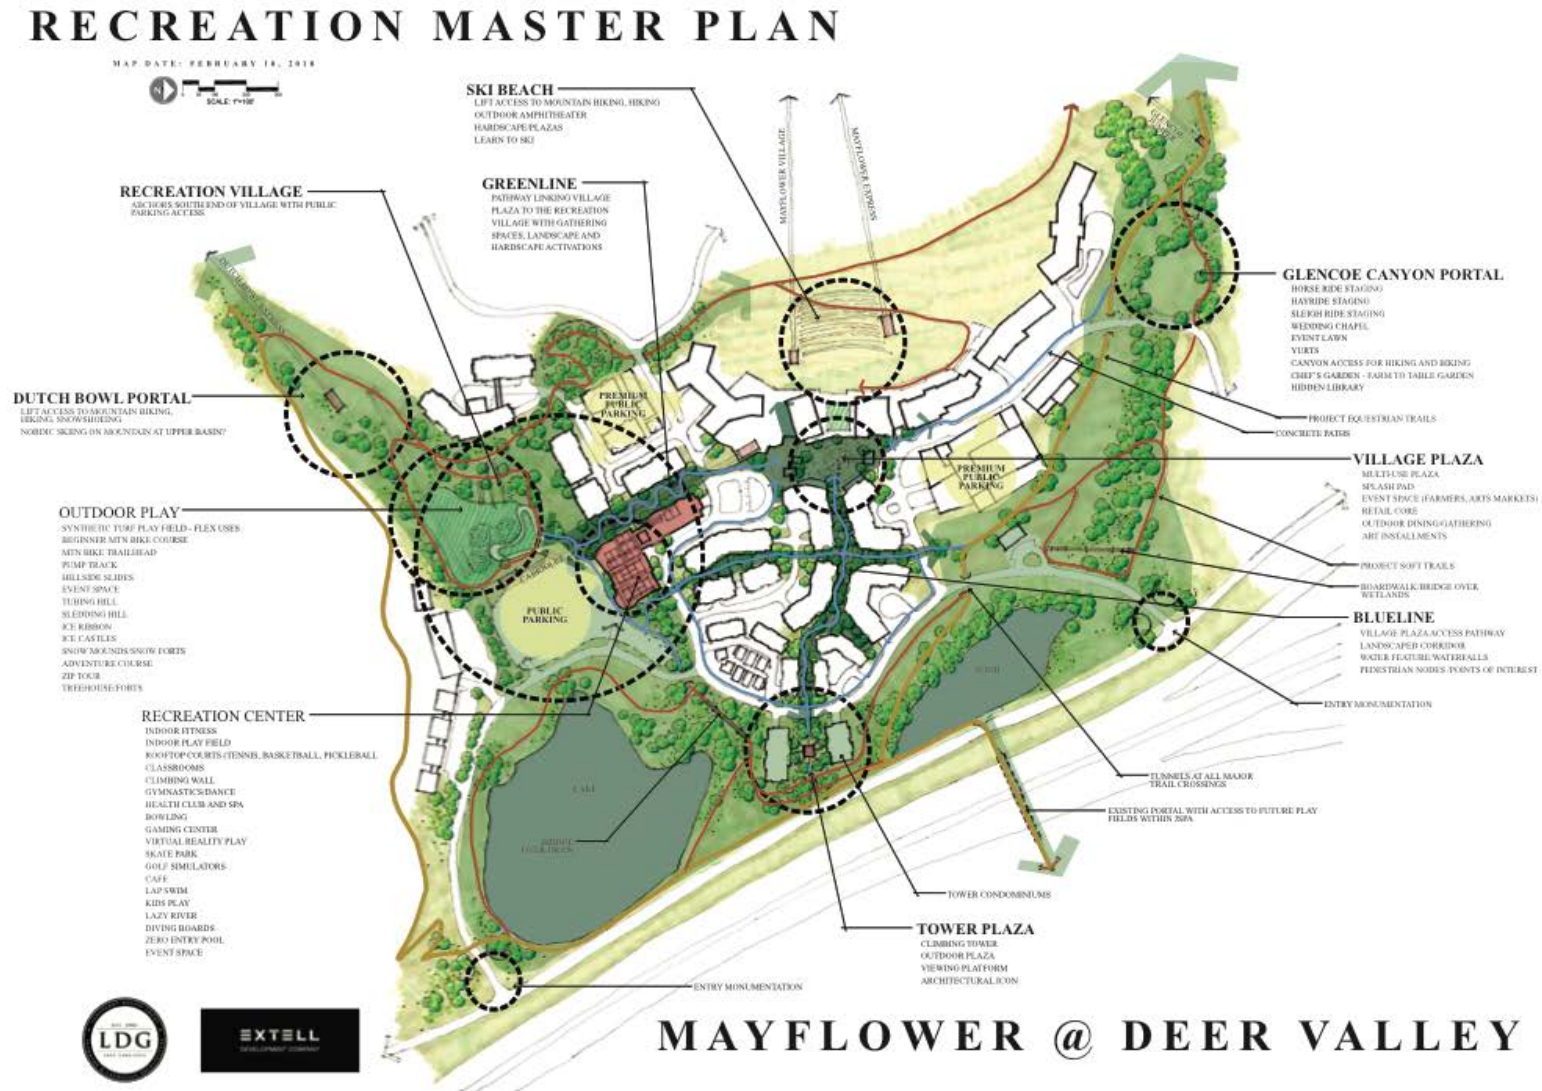 RECREATION MASTER PLAN
MAP DATE: FEBRUARY 10, 2018
N
SCALE: 1"=100'
SKI BEACH
LIFT ACCESS TO MOUNTAIN BIKING, HIKING
OUTDOOR AMPHITHEATER
HARDSCAPE/PLAZAS
LEARN TO SKI
MAYFLOWER VILLAGE
MAYFLOWER EXPRESS
RECREATION VILLAGE
ANCHORS SOUTH END OF VILLAGE WITH PUBLIC
PARKING ACCESS
GREENLINE
PATHWAY LINKING VILLAGE
PLAZA TO THE RECREATION
VILLAGE WITH GATHERING
SPACES, LANDSCAPE AND
HARDSCAPE ACTIVATIONS
GLENCOE CANYON PORTAL
HORSE RIDE STAGING
HAYRIDE STAGING
SLEIGH RIDE STAGING
WEDDING CHAPEL
EVENT LAWN
YURTS
CANYON ACCESS FOR HIKING AND BIKING
CHEF'S GARDEN - FARM TO TABLE GARDEN
HIDDEN LIBRARY
DUTCH BOWL PORTAL
LIFT ACCESS TO MOUNTAIN BIKING,
HIKING, SNOWSHOEING
NORDIC SKIING ON MOUNTAIN AT UPPER BASIN?
PREMIUM
PUBLIC
PARKING
PROJECT EQUESTRIAN TRAILS
CONCRETE PATHS
VILLAGE PLAZA
MULTI-USE PLAZA
SPLASH PAD
EVENT SPACE (FARMERS, ARTS MARKETS)
RETAIL CORE
OUTDOOR DINING/GATHERING
ART INSTALLMENTS
PREMIUM
PUBLIC
PARKING
OUTDOOR PLAY
SYNTHETIC TURF PLAY FIELD - FLEX USES
BEGINNER MTN BIKE COURSE
MTN BIKE TRAILHEAD
PUMP TRACK
HILLSIDE SLIDES
EVENT SPACE
TUBING HILL
SLEDDING HILL
ICE RIBBON
ICE CASTLES
SNOW MOUNDS/SNOW FORTS
ADVENTURE COURSE
ZIP TOUR
TREEHOUSE/FORTS
PROJECT SOFT TRAILS
BOARDWALK/BRIDGE OVER
WETLANDS
PUBLIC
PARKING
BLUELINE
VILLAGE PLAZA ACCESS PATHWAY
LANDSCAPED CORRIDOR
WATER FEATURE/WATERFALLS
PEDESTRIAN NODES/POINTS OF INTEREST
ENTRY MONUMENTATION
RECREATION CENTER
INDOOR FITNESS
INDOOR PLAY FIELD
ROOFTOP COURTS (TENNIS, BASKETBALL, PICKLEBALL
CLASSROOMS
CLIMBING WALL
GYMNASTICS/DANCE
HEALTH CLUB AND SPA
BOWLING
GAMING CENTER
VIRTUAL REALITY PLAY
SKATE PARK
GOLF SIMULATORS
CAFE
LAP SWIM
KIDS PLAY
LAZY RIVER
DIVING BOARDS
ZERO ENTRY POOL
EVENT SPACE
LAKE
TUNNELS AT ALL MAJOR
TRAIL CROSSINGS
EXISTING PORTAL WITH ACCESS TO FUTURE PLAY
FIELDS WITHIN JSPA
TOWER CONDOMINIUMS
TOWER PLAZA
CLIMBING TOWER
OUTDOOR PLAZA
VIEWING PLATFORM
ARCHITECTURAL ICON
ENTRY MONUMENTATION
LDG
EXTELL
DEVELOPMENT COMPANY
MAYFLOWER @ DEER VALLEY